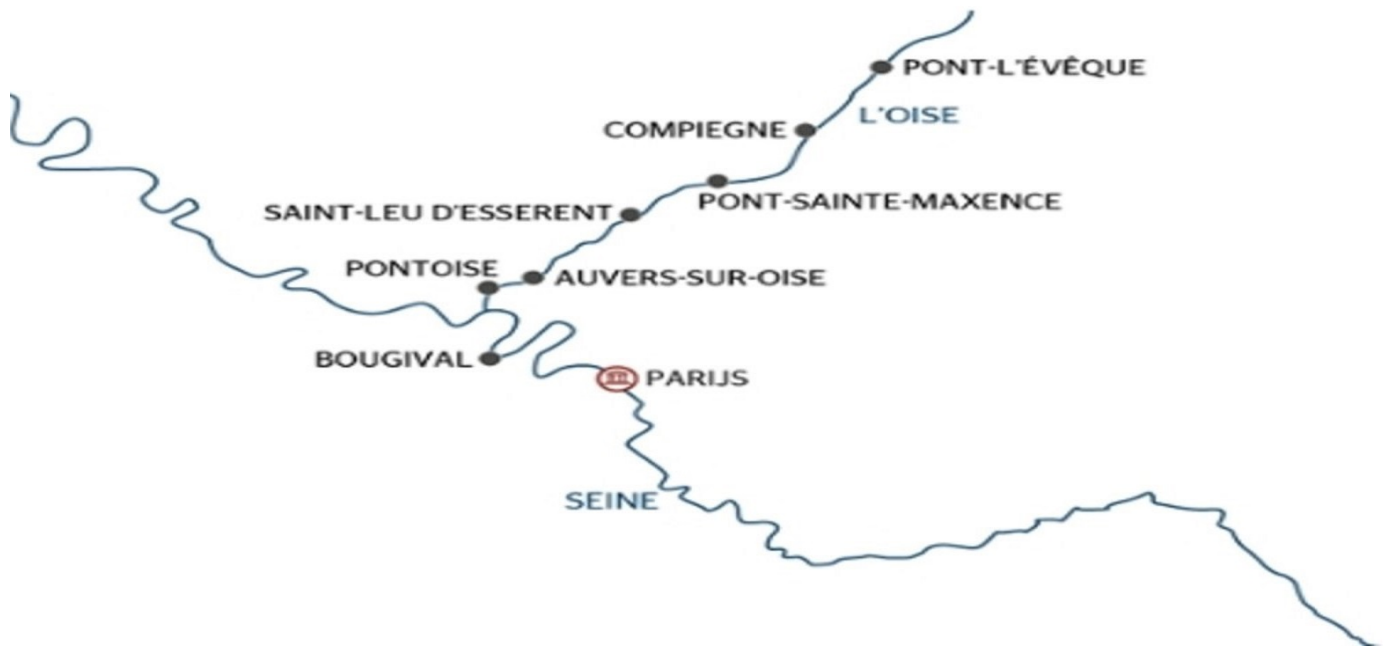 PONT-L'ÉVÊQUE
L'OISE
COMPIEGNE
PONT-SAINTE-MAXENCE
SAINT-LEU D'ESSERENT
PONTOISE
AUVERS-SUR-OISE
BOUGIVAL
PARIJS
SEINE